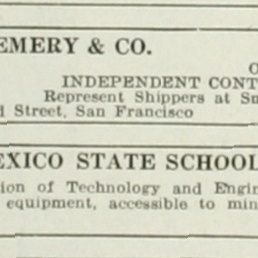 EMERY & CO.
O
INDEPENDENT CONT
Represent Shippers at Sm
d Street, San Francisco
EXICO STATE SCHOOL
ion of Technology and Engin
equipment, accessible to min